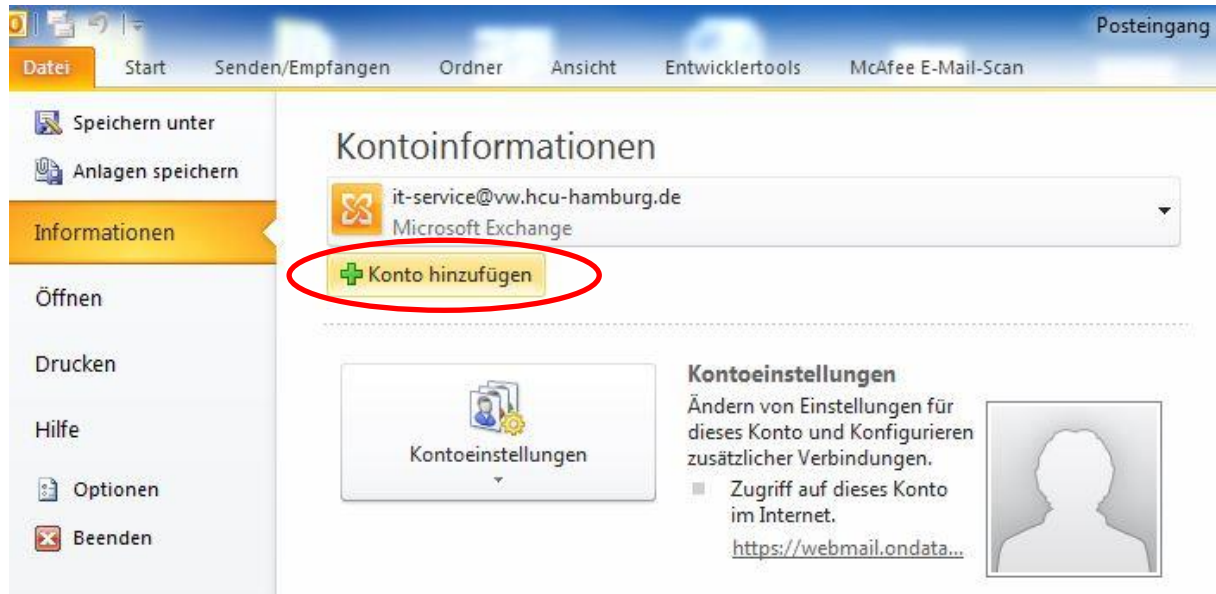 Posteingang
Datei Start Senden/Empfangen Ordner Ansicht Entwicklertools McAfee E-Mail-Scan
Speichern unter
Anlagen speichern
Informationen
Öffnen
Drucken
Hilfe
Optionen
Beenden
Kontoinformationen
it-service@vw.hcu-hamburg.de
Microsoft Exchange
Konto hinzufügen
Kontoeinstellungen
Kontoeinstellungen
Ändern von Einstellungen für
dieses Konto und Konfigurieren
zusätzlicher Verbindungen.
Zugriff auf dieses Konto
im Internet.
https://webmail.ondata...